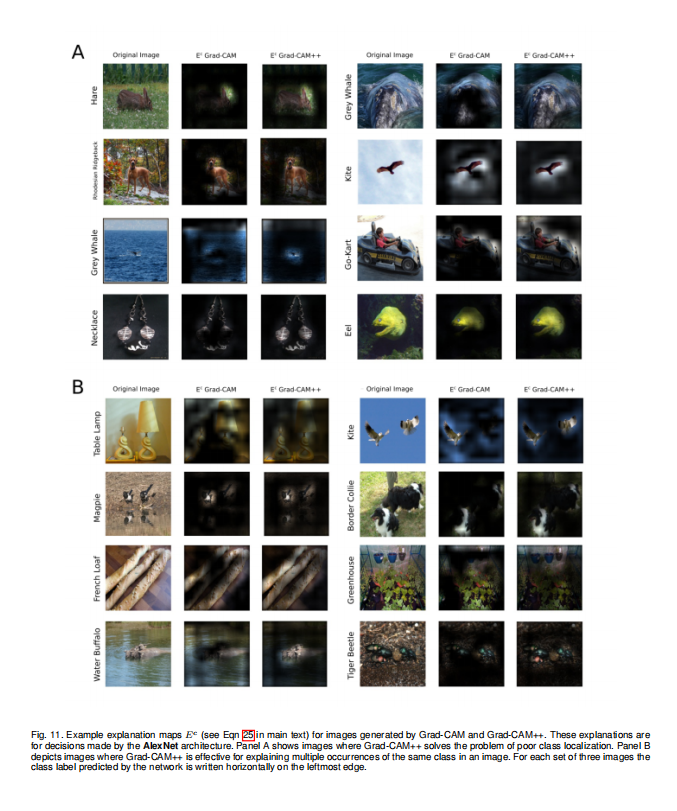 A
Original Image E^c Grad-CAM E^c Grad-CAM++ Original Image E^c Grad-CAM E^c Grad-CAM++
Hare
Grey Whale
Rhodesian Ridgeback
Kite
Grey Whale
Go-Kart
Necklace
Eel
B
Original Image E^c Grad-CAM E^c Grad-CAM++ Original Image E^c Grad-CAM E^c Grad-CAM++
Table Lamp
Kite
Magpie
Border Collie
French Loaf
Greenhouse
Water Buffalo
Tiger Beetle
Fig. 11. Example explanation maps E^c (see Eqn 25 in main text) for images generated by Grad-CAM and Grad-CAM++. These explanations are
for decisions made by the AlexNet architecture. Panel A shows images where Grad-CAM++ solves the problem of poor class localization. Panel B
depicts images where Grad-CAM++ is effective for explaining multiple occurrences of the same class in an image. For each set of three images the
class label predicted by the network is written horizontally on the leftmost edge.